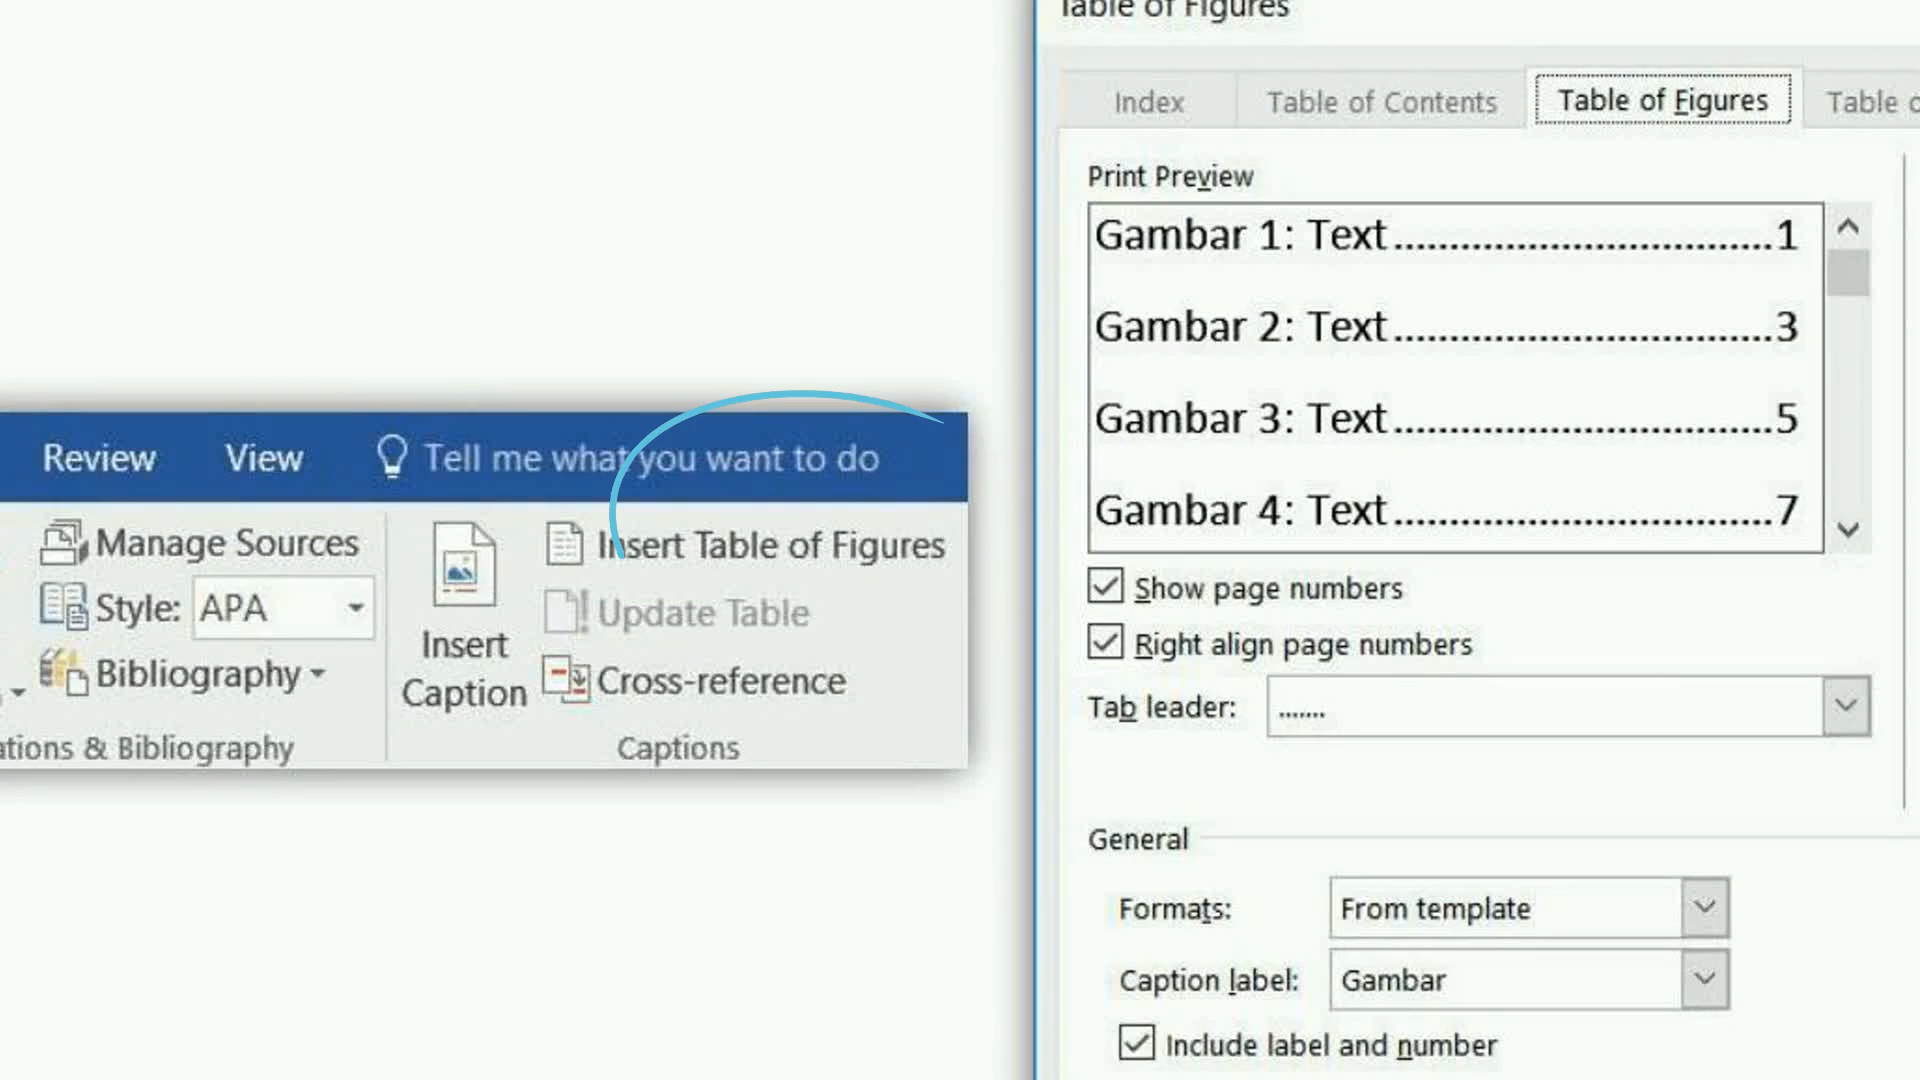 Review View Tell me what you want to do
Manage Sources
Style: APA
Bibliography
Insert
Caption
Insert Table of Figures
Update Table
Cross-reference
& Bibliography
Captions
Table of Figures
Index Table of Contents Table of Figures Table
Print Preview
Gambar 1: Text..................................1
Gambar 2: Text..................................3
Gambar 3: Text..................................5
Gambar 4: Text..................................7
Show page numbers
Right align page numbers
Tab leader: .......
General
Formats: From template
Caption label: Gambar
Include label and number